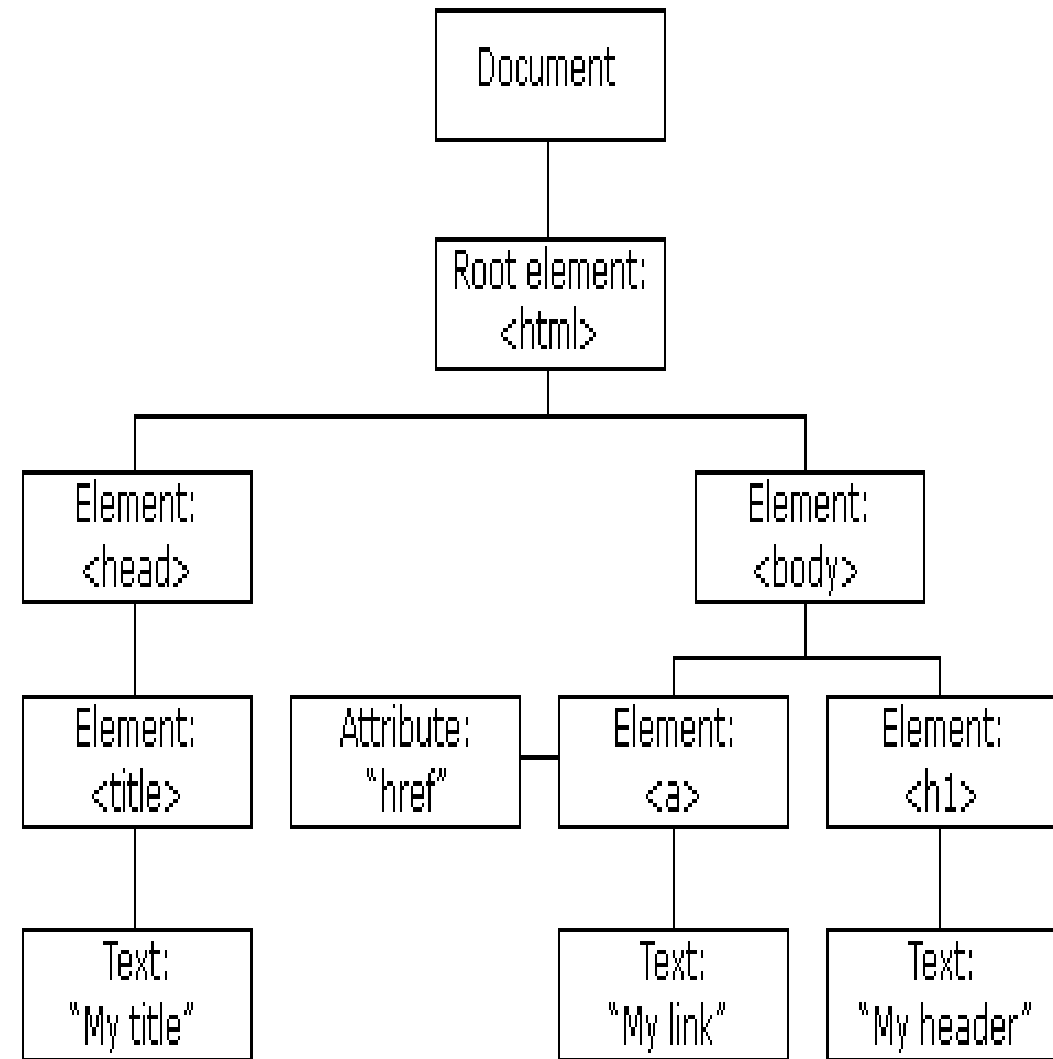 Document
Root element:
<html>
Element:
<head>
Element:
<body>
Element:
<title>
Attribute:
“href”
Element:
<a>
Element:
<h1>
Text:
“My title”
Text:
“My link”
Text:
“My header”